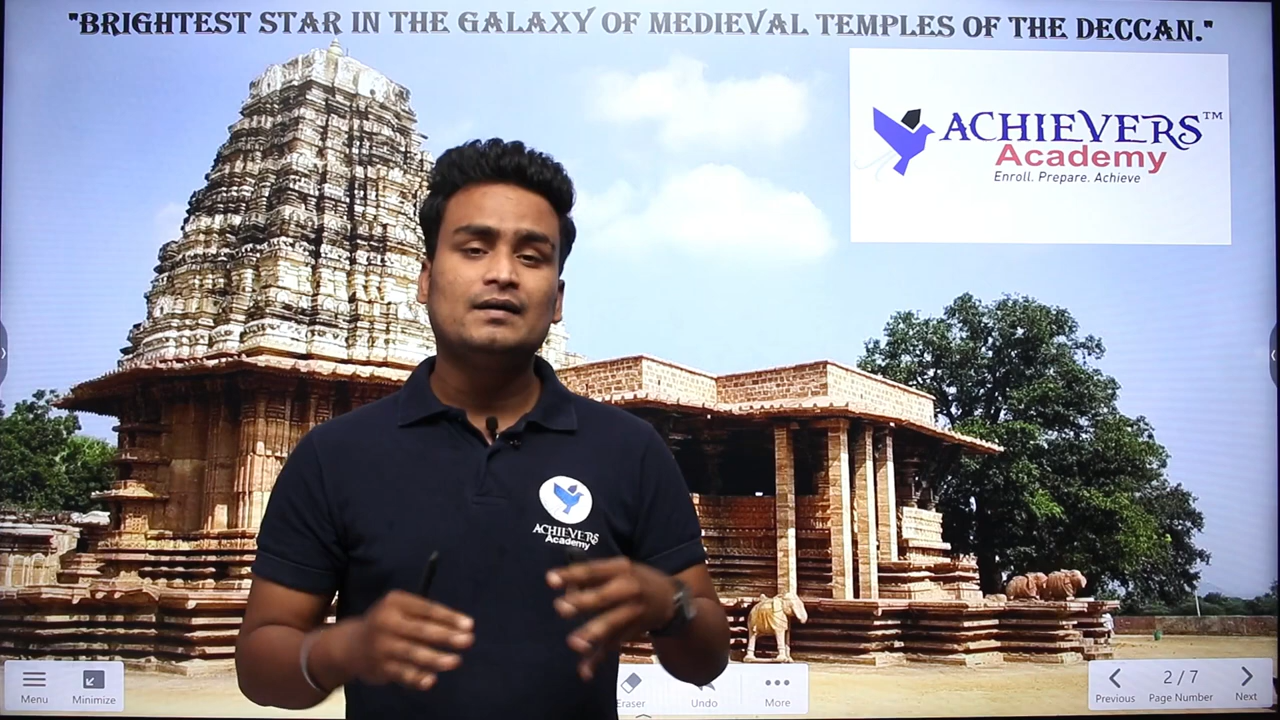 "BRIGHTEST STAR IN THE GALAXY OF MEDIEVAL TEMPLES OF THE DECCAN."
ACHIEVERS™
Academy
Enroll. Prepare. Achieve
ACHIEVERS
Academy
Menu
Minimize
Eraser
Undo
More
Previous
2/7
Page Number
Next